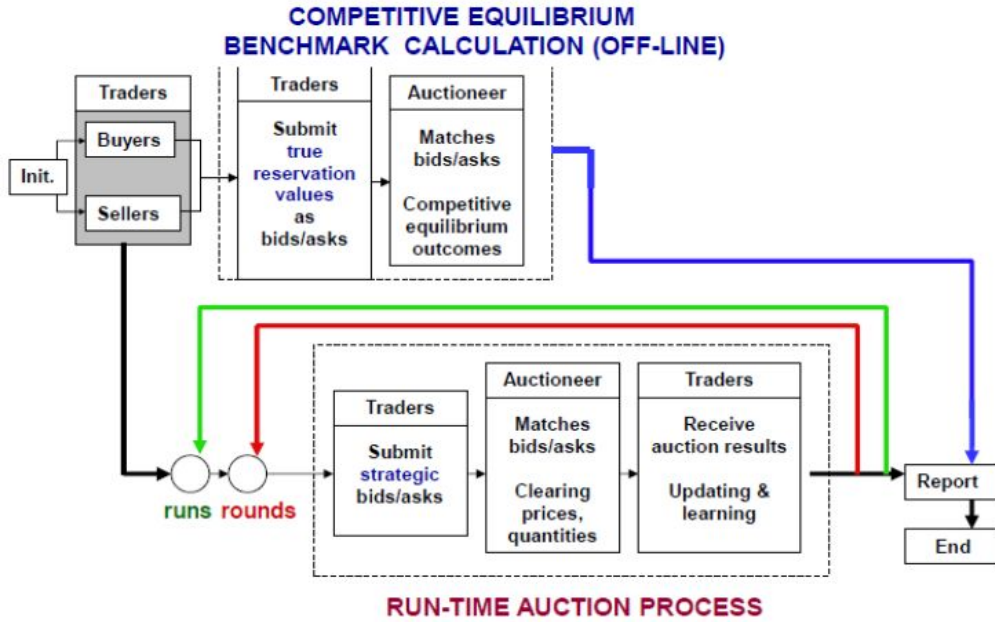 COMPETITIVE EQUILIBRIUM
BENCHMARK CALCULATION (OFF-LINE)
Traders
Buyers
Init.
Sellers
Traders
Submit
true
reservation
values
as
bids/asks
Auctioneer
Matches
bids/asks
Competitive
equilibrium
outcomes
runs
rounds
Traders
Submit
strategic
bids/asks
Auctioneer
Matches
bids/asks
Clearing
prices,
quantities
Traders
Receive
auction results
Updating &
learning
Report
End
RUN-TIME AUCTION PROCESS